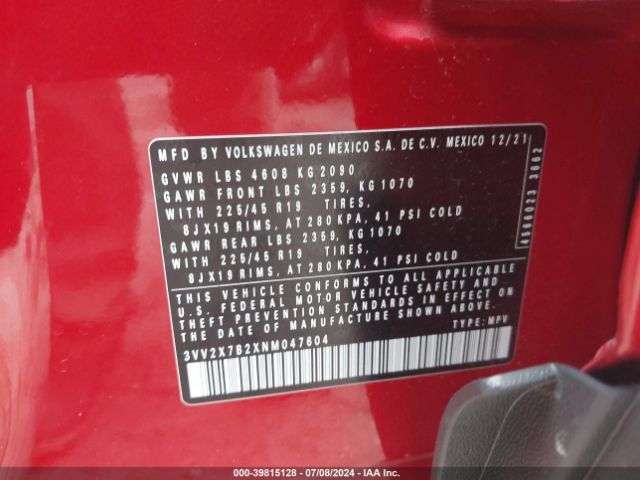 MFD BY VOLKSWAGEN DE MEXICO S.A. DE C.V. MEXICO 12/21
GVWR LBS 4608 KG 2090
GAWR FRONT LBS 2359, KG 1070
WITH 225/45 R19 TIRES,
8JX19 RIMS, AT 280 KPA, 41 PSI COLD
GAWR REAR LBS 2359, KG 1070
WITH 225/45 R19 TIRES,
8JX19 RIMS, AT 280 KPA, 41 PSI COLD
THIS VEHICLE CONFORMS TO ALL APPLICABLE
U.S. FEDERAL MOTOR VEHICLE SAFETY AND
THEFT PREVENTION STANDARDS IN EFFECT ON
THE DATE OF MANUFACTURE SHOWN ABOVE.
3VV2X7B2XNM047604 TYPE: MPV
4566023 3662
000-39815128 - 07/08/2024 - IAA Inc.